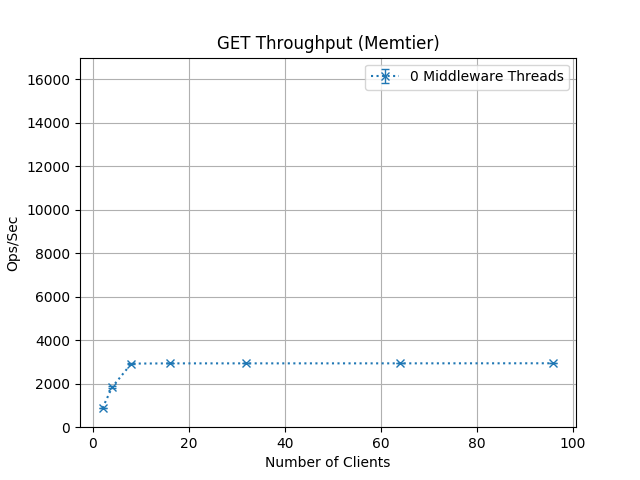 GET Throughput (Memtier)
0 Middleware Threads
16000
14000
12000
10000
8000
6000
4000
2000
0
Ops/Sec
0 20 40 60 80 100
Number of Clients